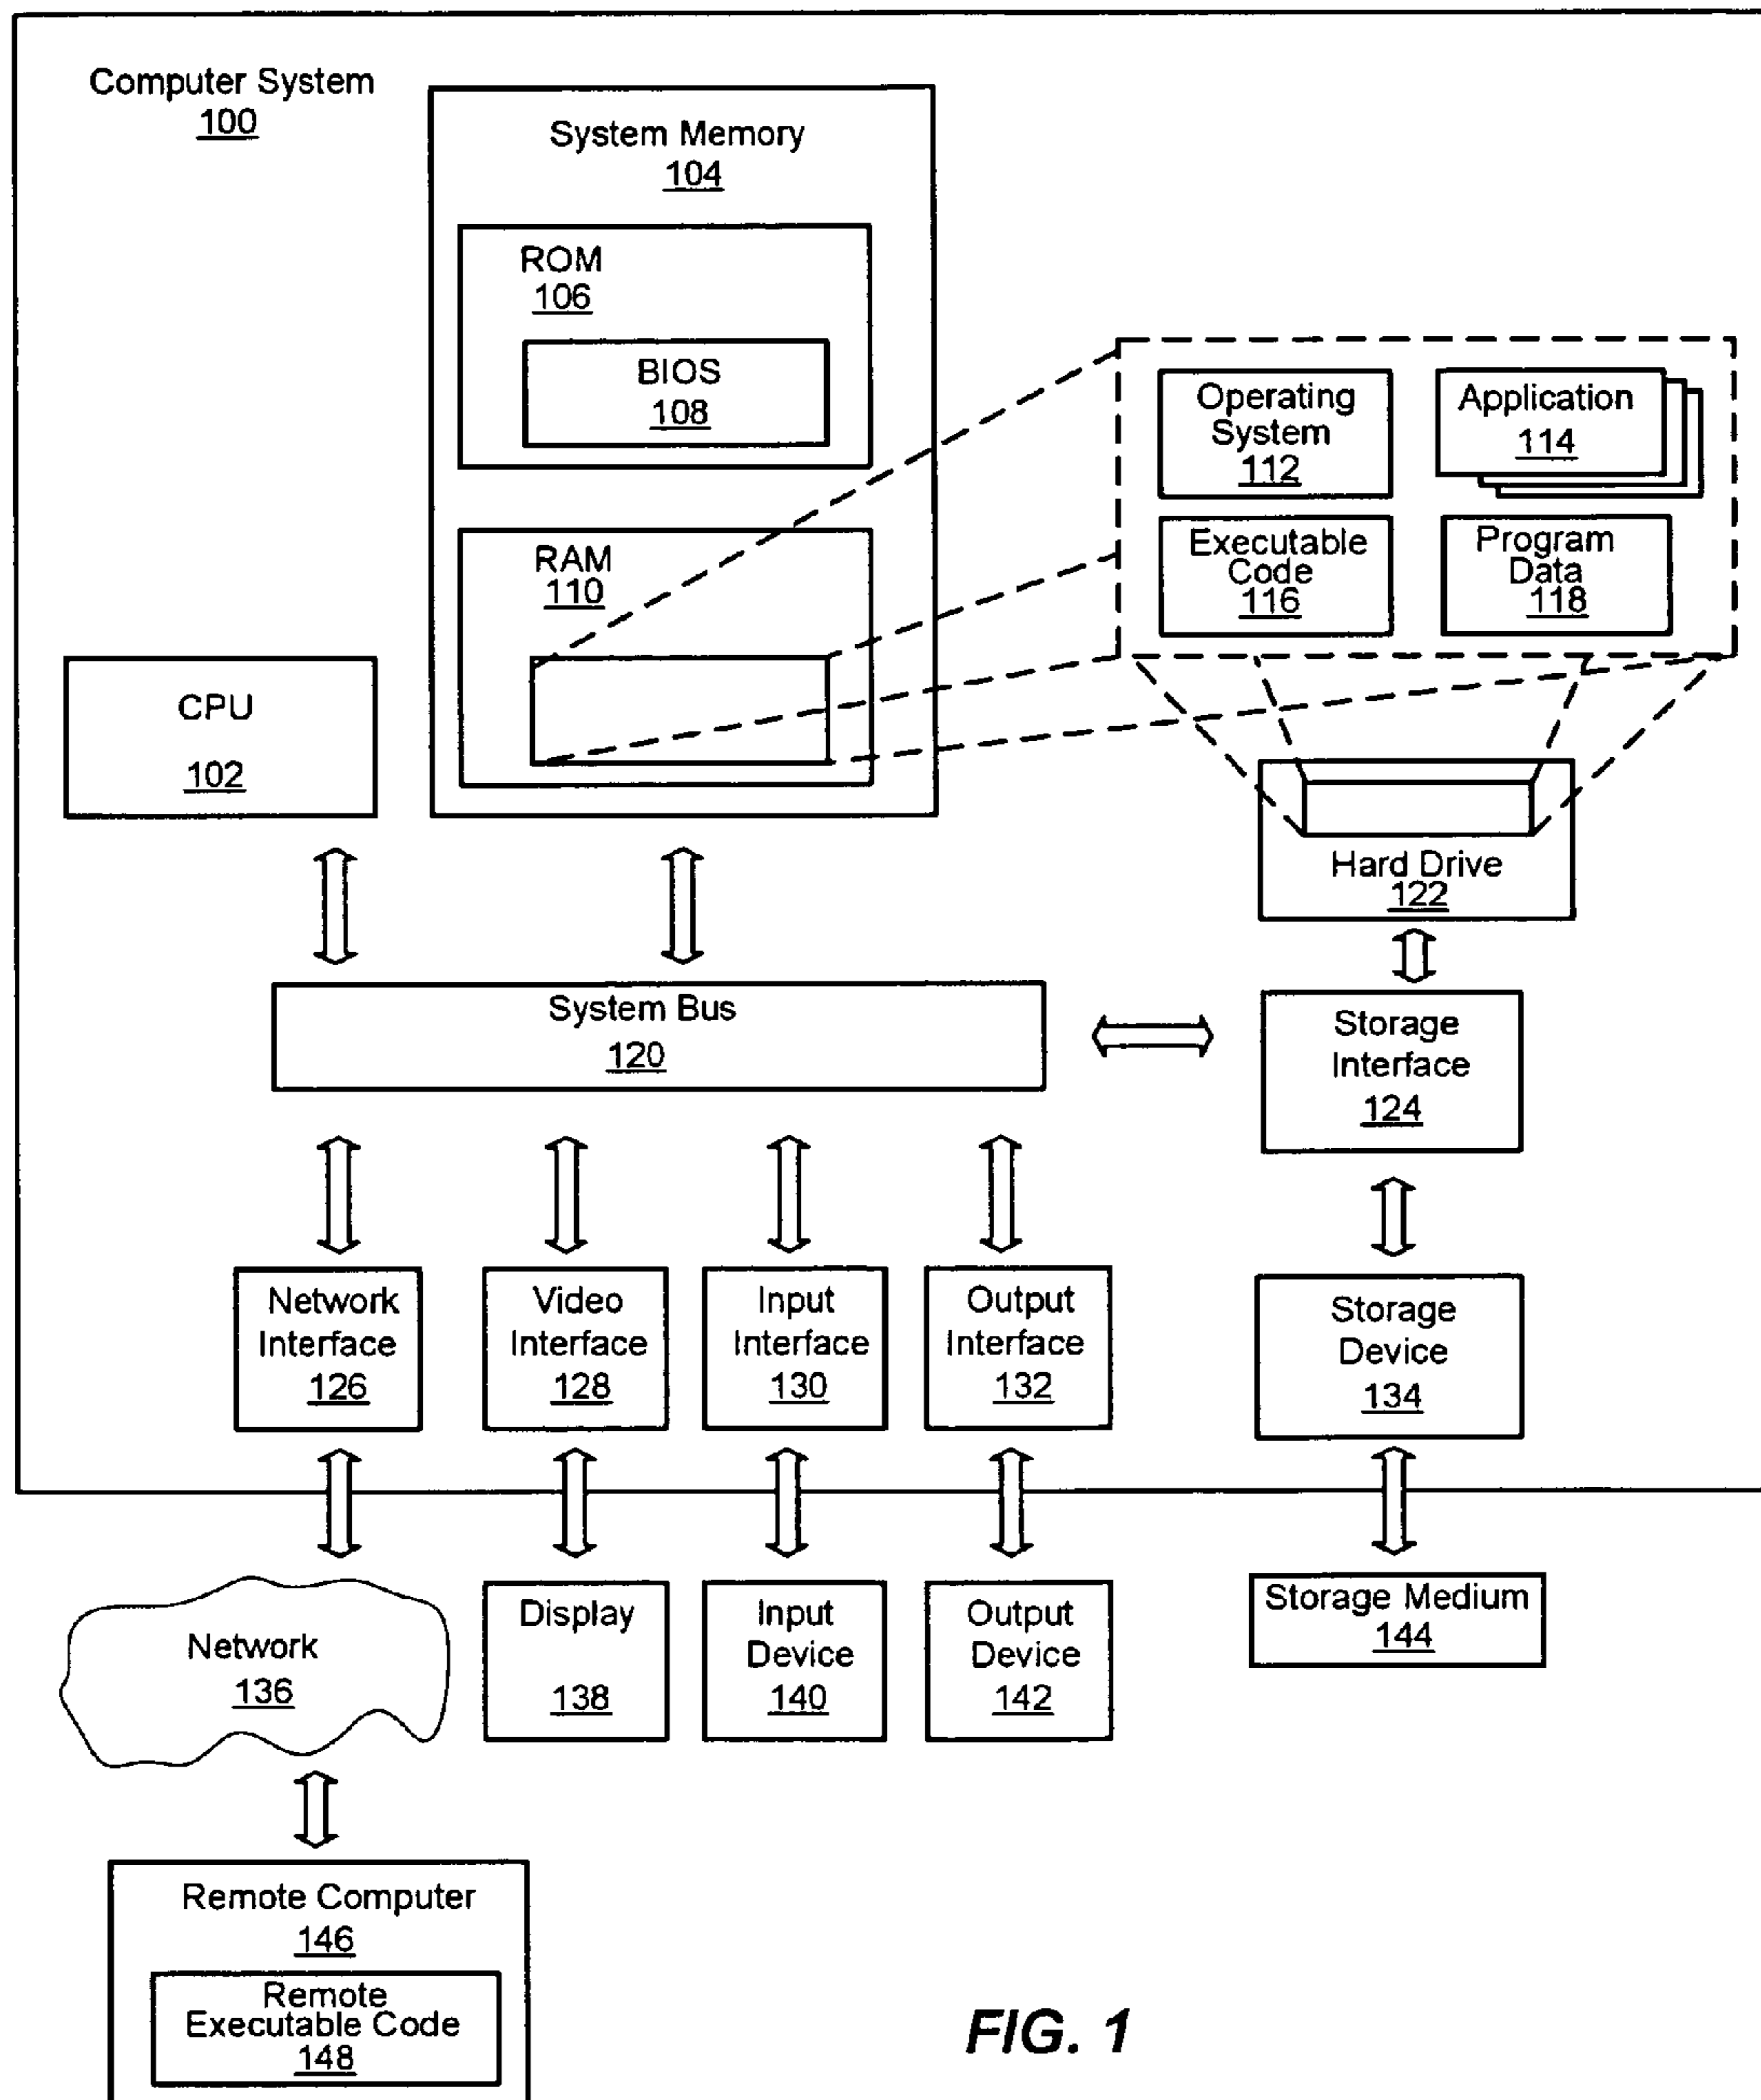 Computer System
100
System Memory
104
ROM
106
BIOS
108
RAM
110
Operating
System
112
Application
114
Executable
Code
116
Program
Data
118
CPU
102
Hard Drive
122
System Bus
120
Storage
Interface
124
Network
Interface
126
Video
Interface
128
Input
Interface
130
Output
Interface
132
Storage
Device
134
Network
136
Display
138
Input
Device
140
Output
Device
142
Storage Medium
144
Remote Computer
146
Remote
Executable Code
148
FIG. 1